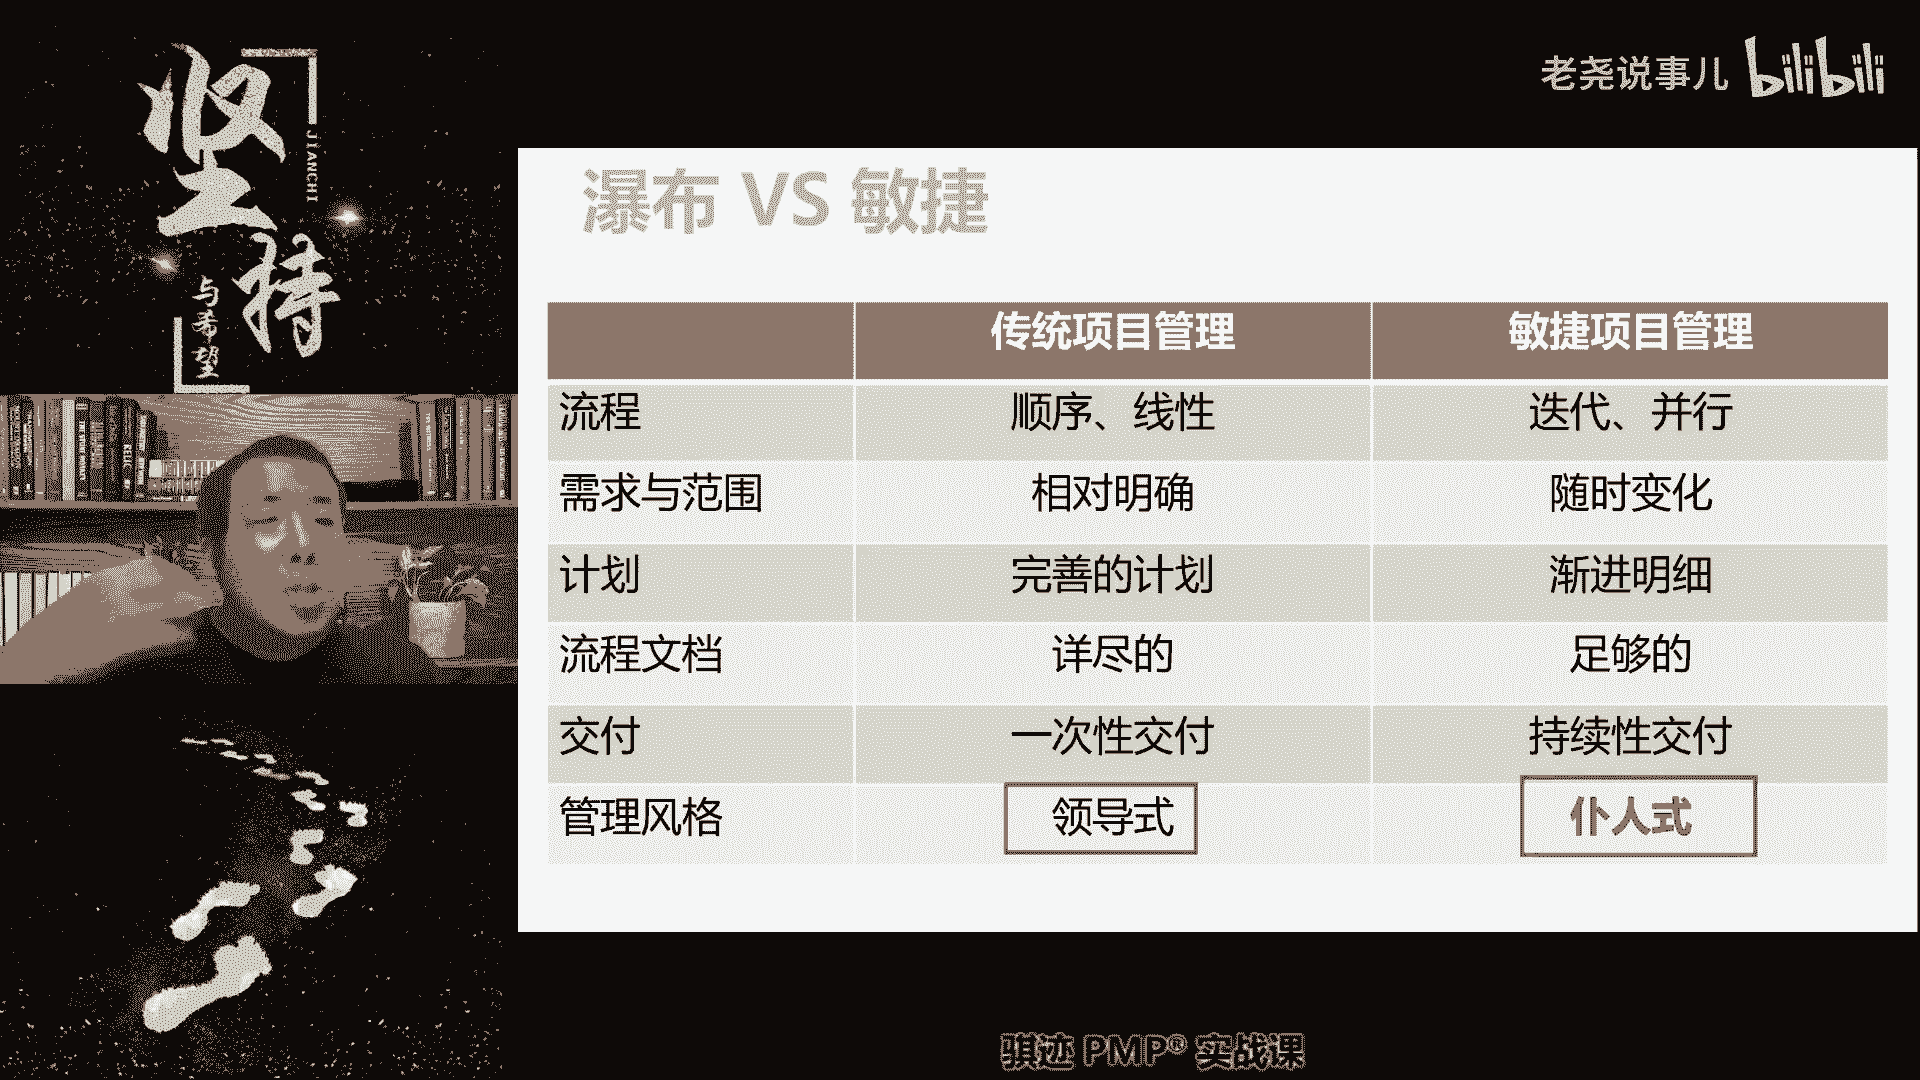 坚持
JIANCHI
与希望
老尧说事儿 bilibili
瀑布 VS 敏捷
传统项目管理 敏捷项目管理
流程 顺序、线性 迭代、并行
需求与范围 相对明确 随时变化
计划 完善的计划 渐进明细
流程文档 详尽的 足够的
交付 一次性交付 持续性交付
管理风格 领导式 仆人式
骐迹 PMP® 实战课